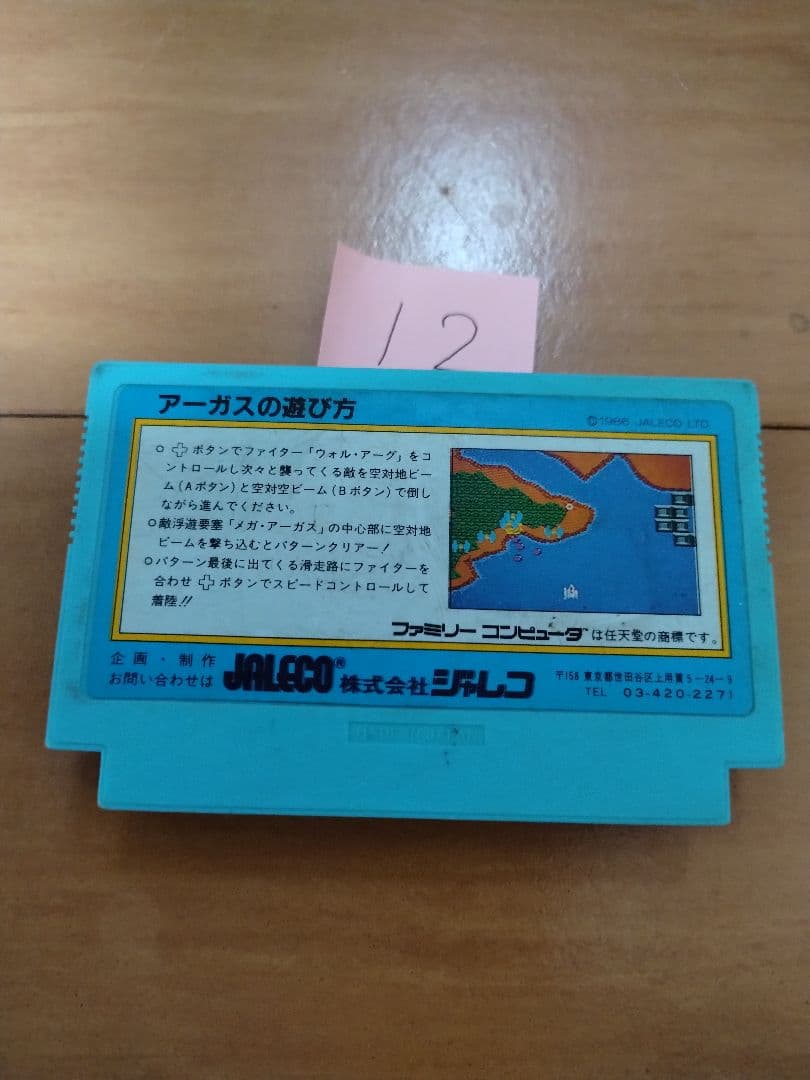 12
アーガスの遊び方
©1986 JALECO LTD.
○ ✚ ボタンでファイター「ウォル・アーグ」をコ
ントロールし次々と襲ってくる敵を空対地ビー
ム(Aボタン)と空対空ビーム(Bボタン)で倒し
ながら進んでください。
○敵浮遊要塞「メガ・アーガス」の中心部に空対地
ビームを撃ち込むとパターンクリアー!
○パターン最後に出てくる滑走路にファイターを
合わせ ✚ ボタンでスピードコントロールして
着陸!!
ファミリー コンピュータ™は任天堂の商標です。
企画・制作
お問い合わせは
JALECO® 株式会社ジャレコ
〒158 東京都世田谷区上用賀5-24-9
TEL 03-420-2271